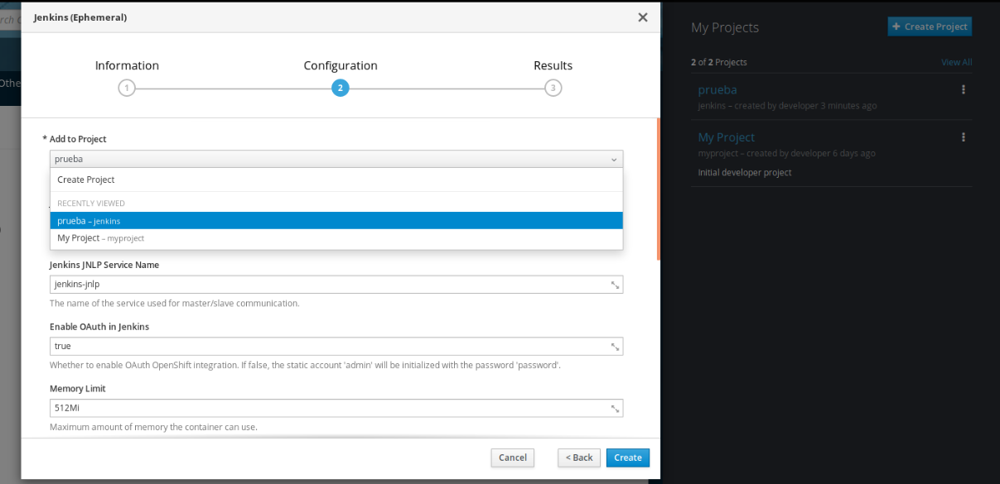 rch C
Othe
Jenkins (Ephemeral)
Information
Configuration
Results
1
2
3
* Add to Project
prueba
Create Project
RECENTLY VIEWED
prueba – jenkins
My Project – myproject
Jenkins JNLP Service Name
jenkins-jnlp
The name of the service used for master/slave communication.
Enable OAuth in Jenkins
true
Whether to enable OAuth OpenShift integration. If false, the static account 'admin' will be initialized with the password 'password'.
Memory Limit
512Mi
Maximum amount of memory the container can use.
Cancel
< Back
Create
My Projects
+ Create Project
2 of 2 Projects
View All
prueba
jenkins – created by developer 3 minutes ago
My Project
myproject – created by developer 6 days ago
Initial developer project